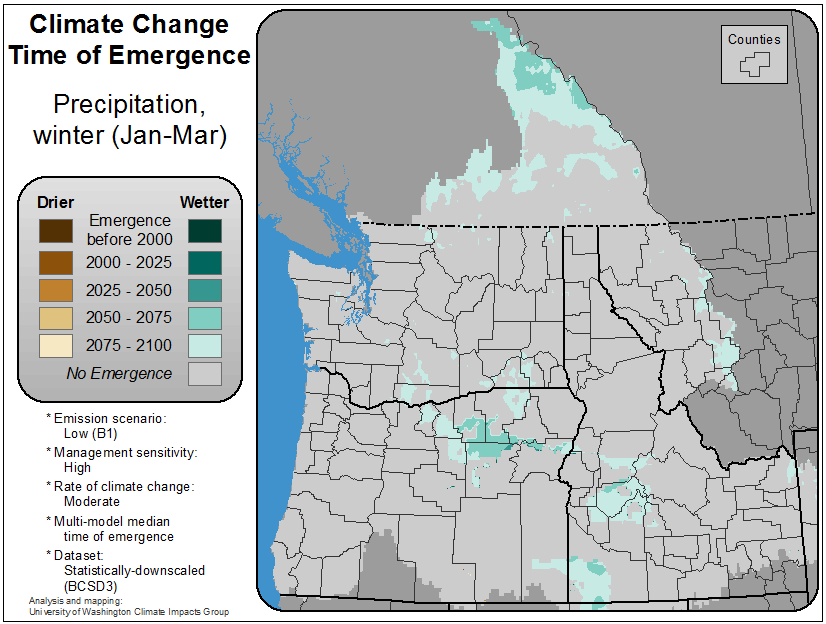 Climate Change
Time of Emergence
Precipitation,
winter (Jan-Mar)
Drier
Wetter
Emergence
before 2000
2000 - 2025
2025 - 2050
2050 - 2075
2075 - 2100
No Emergence
* Emission scenario:
Low (B1)
* Management sensitivity:
High
* Rate of climate change:
Moderate
* Multi-model median
time of emergence
* Dataset:
Statistically-downscaled
(BCSD3)
Analysis and mapping:
University of Washington Climate Impacts Group
Counties